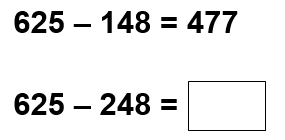 625 – 148 = 477
625 – 248 =